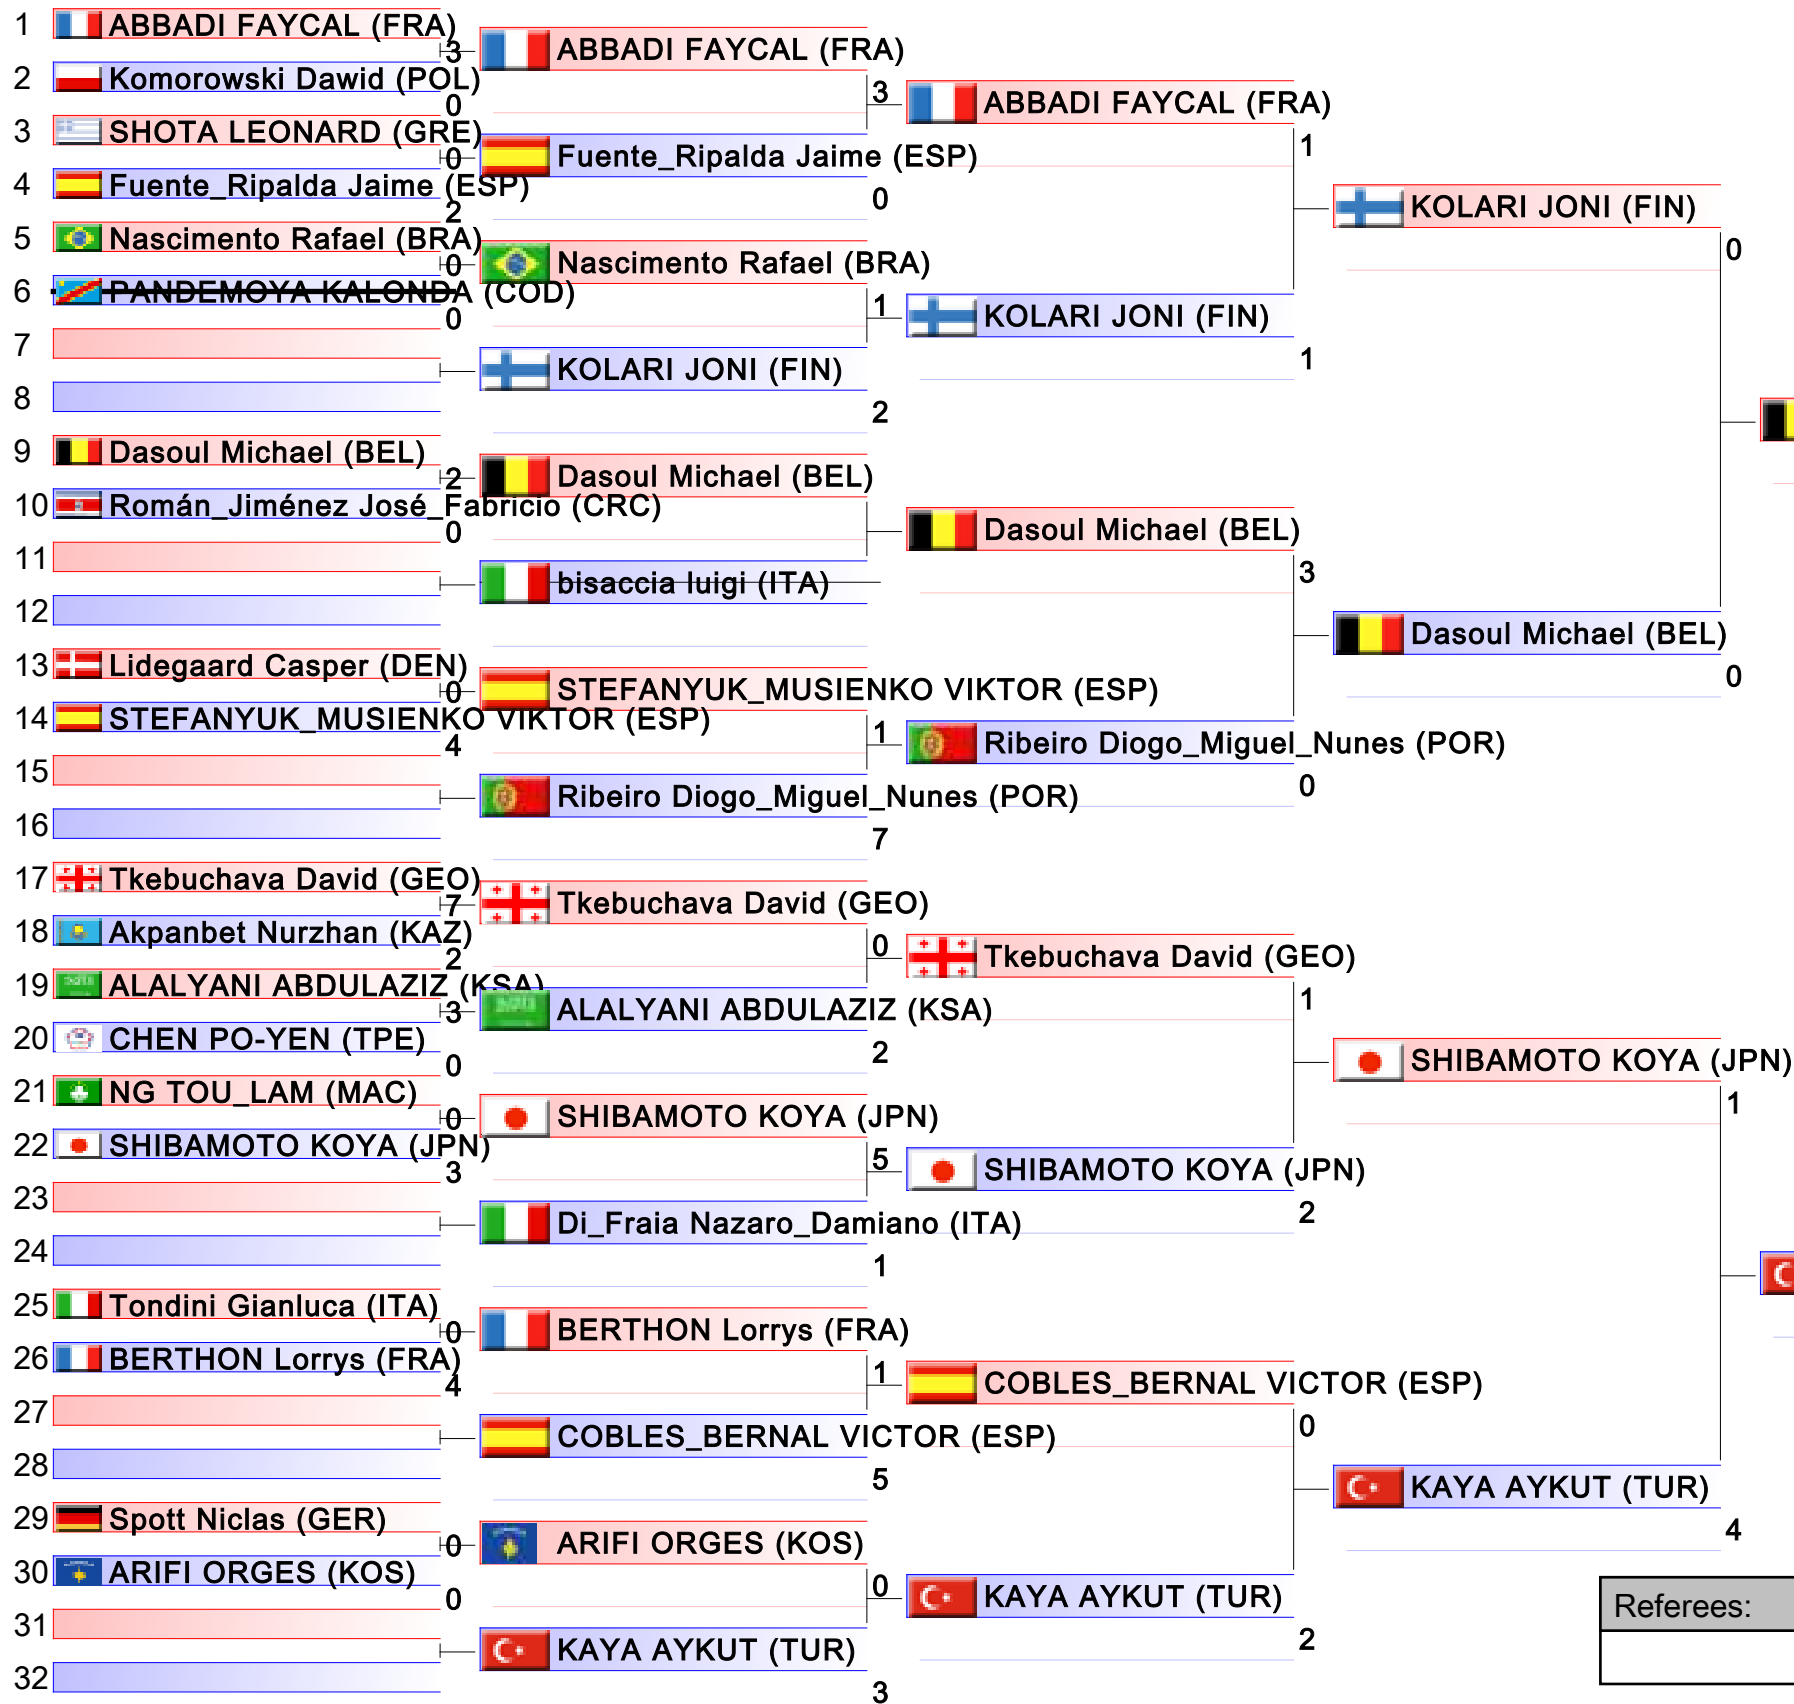 1 ABBADI FAYCAL (FRA)
3
2 Komorowski Dawid (POL)
0
3 SHOTA LEONARD (GRE)
0
4 Fuente_Ripalda Jaime (ESP)
2
5 Nascimento Rafael (BRA)
0
6 PANDEMOYA KALONDA (COD)
0
7
8
9 Dasoul Michael (BEL)
2
10 Román_Jiménez José_Fabricio (CRC)
0
11
12
13 Lidegaard Casper (DEN)
0
14 STEFANYUK_MUSIENKO VIKTOR (ESP)
4
15
16
17 Tkebuchava David (GEO)
7
18 Akpanbet Nurzhan (KAZ)
2
19 ALALYANI ABDULAZIZ (KSA)
3
20 CHEN PO-YEN (TPE)
0
21 NG TOU_LAM (MAC)
0
22 SHIBAMOTO KOYA (JPN)
3
23
24
25 Tondini Gianluca (ITA)
0
26 BERTHON Lorrys (FRA)
4
27
28
29 Spott Niclas (GER)
0
30 ARIFI ORGES (KOS)
0
31
32
ABBADI FAYCAL (FRA)
3
Fuente_Ripalda Jaime (ESP)
0
Nascimento Rafael (BRA)
1
KOLARI JONI (FIN)
2
Dasoul Michael (BEL)
bisaccia luigi (ITA)
STEFANYUK_MUSIENKO VIKTOR (ESP)
1
Ribeiro Diogo_Miguel_Nunes (POR)
7
Tkebuchava David (GEO)
0
ALALYANI ABDULAZIZ (KSA)
2
SHIBAMOTO KOYA (JPN)
5
Di_Fraia Nazaro_Damiano (ITA)
1
BERTHON Lorrys (FRA)
1
COBLES_BERNAL VICTOR (ESP)
5
ARIFI ORGES (KOS)
0
KAYA AYKUT (TUR)
3
ABBADI FAYCAL (FRA)
1
KOLARI JONI (FIN)
1
Dasoul Michael (BEL)
3
Ribeiro Diogo_Miguel_Nunes (POR)
0
Tkebuchava David (GEO)
1
SHIBAMOTO KOYA (JPN)
2
COBLES_BERNAL VICTOR (ESP)
0
KAYA AYKUT (TUR)
2
KOLARI JONI (FIN)
0
Dasoul Michael (BEL)
0
SHIBAMOTO KOYA (JPN)
1
KAYA AYKUT (TUR)
4
Referees: